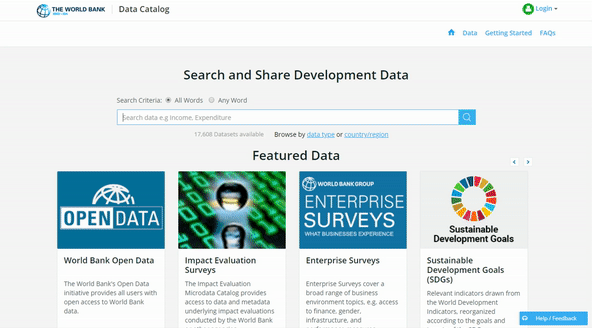 THE WORLD BANK
Data Catalog
Login
Data
Getting Started
FAQs
Search and Share Development Data
Search Criteria: All Words Any Word
Search data e.g Income, Expenditure
17,608 Datasets available
Browse by data type or country/region
Featured Data
OPENDATA
WORLD BANK GROUP
ENTERPRISE
SURVEYS
WHAT BUSINESSES EXPERIENCE
Sustainable
Development Goals
World Bank Open Data
The World Bank's Open Data
initiative provides all users with
open access to World Bank
data.
Impact Evaluation
Surveys
The Impact Evaluation
Microdata Catalog provides
access to data and metadata
underlying impact evaluations
conducted by the World Bank
Enterprise Surveys
Enterprise Surveys cover a
broad range of business
environment topics, e.g. access
to finance, gender,
infrastructure, and
Sustainable
Development Goals
(SDGs)
Relevant indicators drawn from
the World Development
Indicators, reorganized
according to the goals and
Help / Feedback